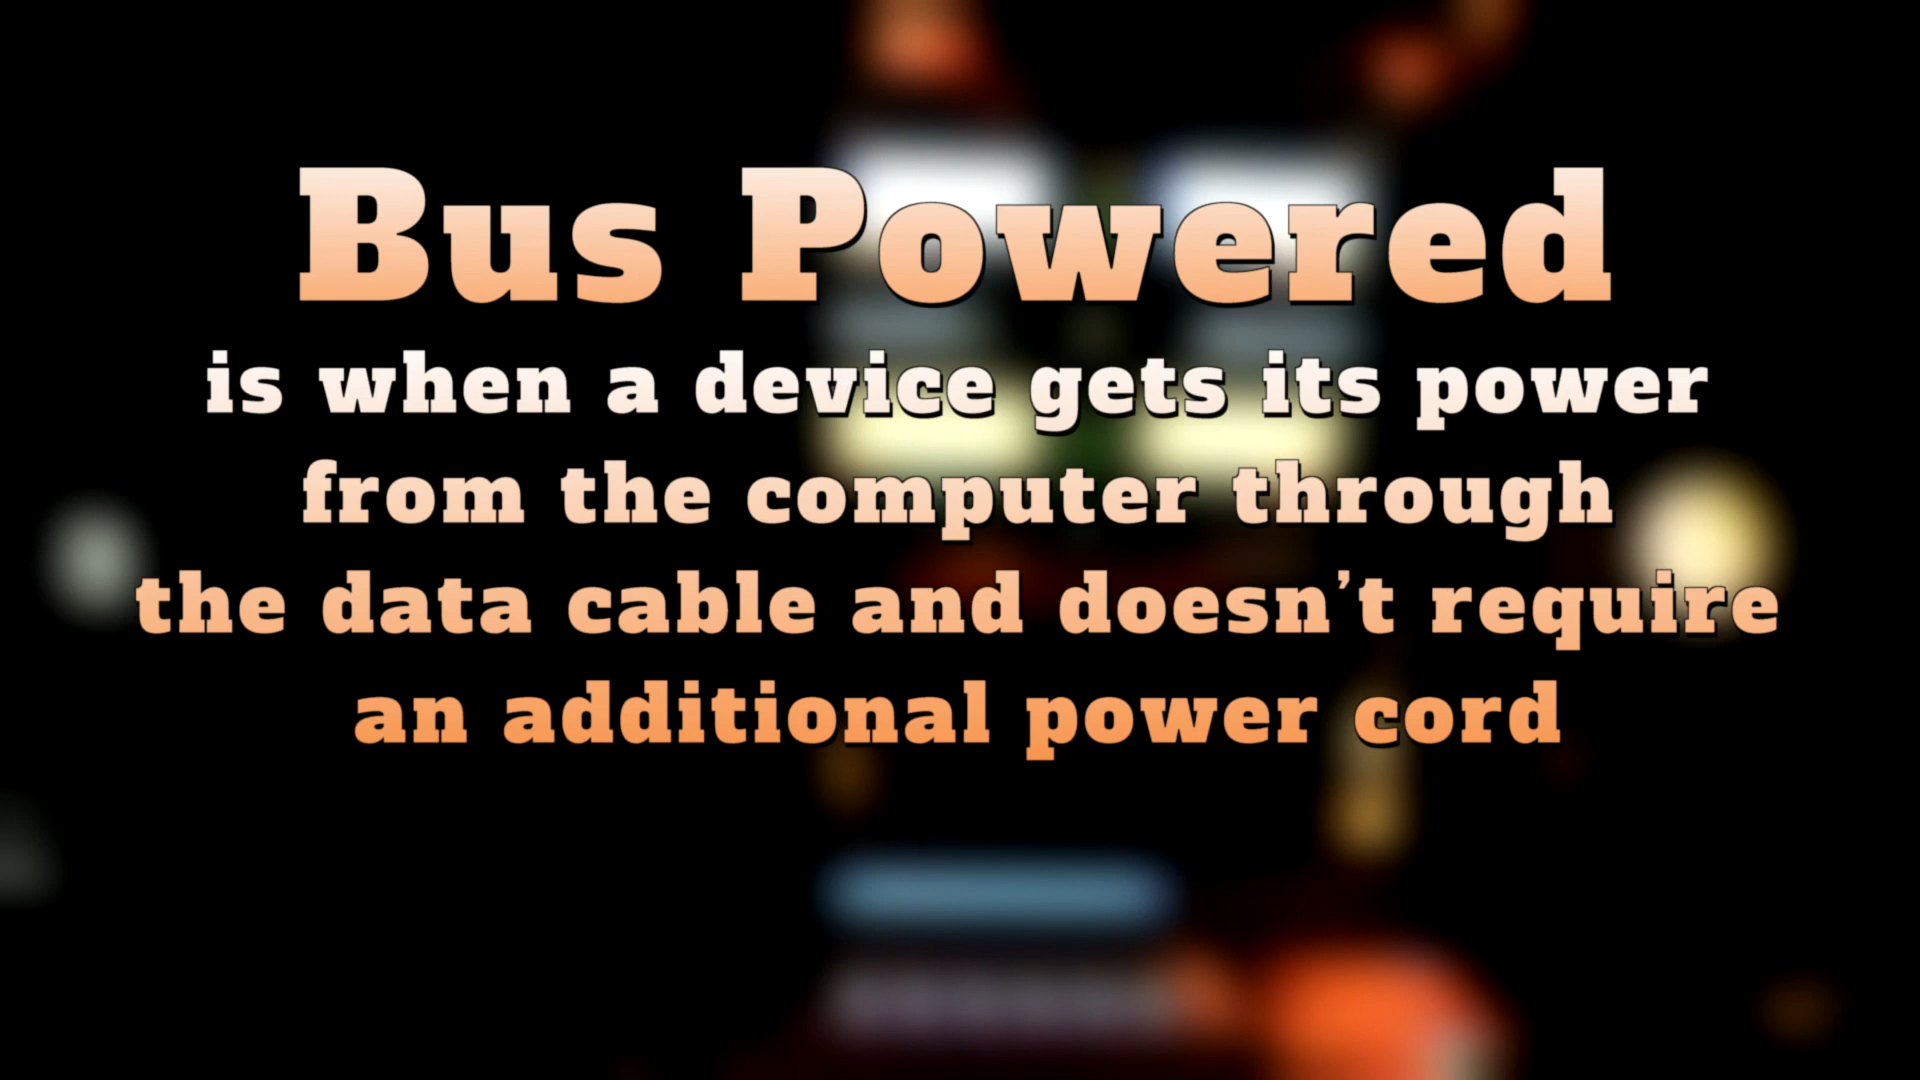 Bus Powered
is when a device gets its power
from the computer through
the data cable and doesn’t require
an additional power cord